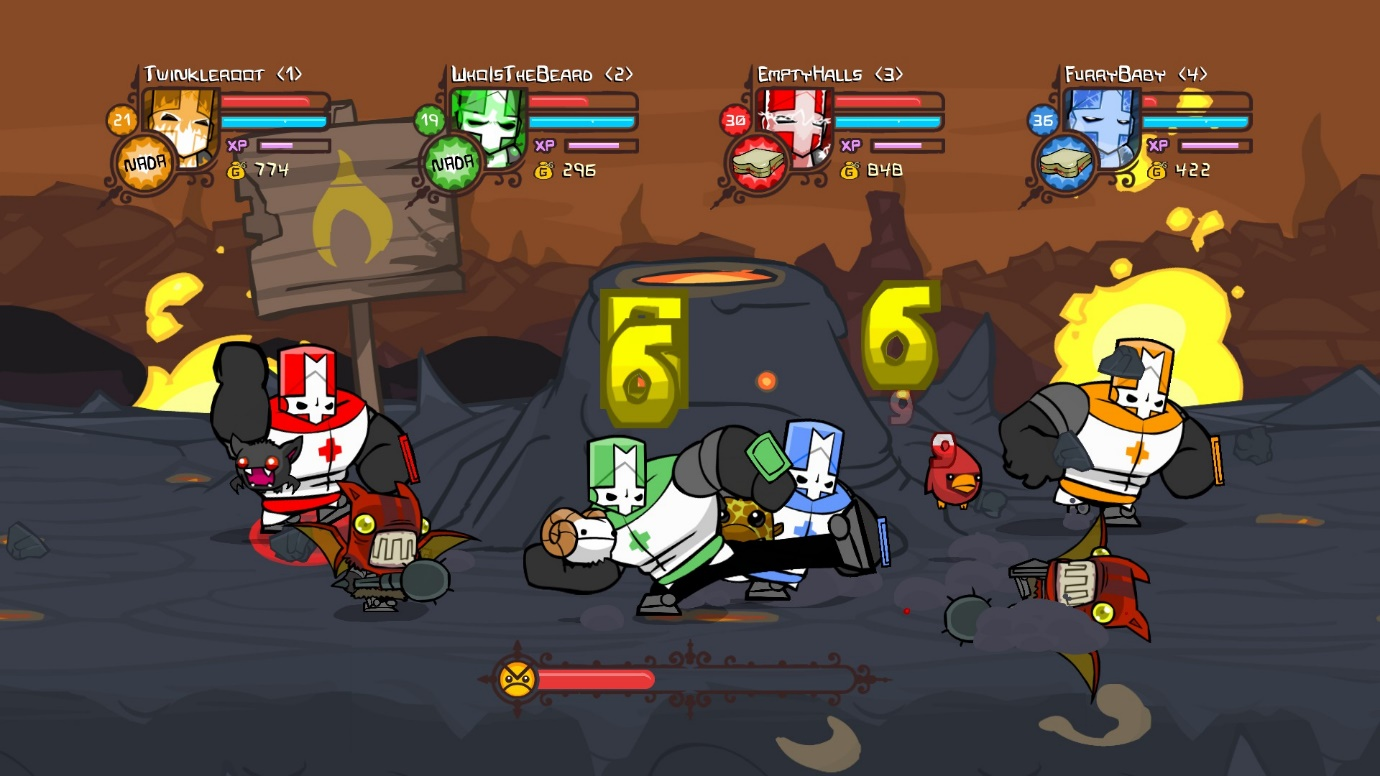 TWINKLEROOT <1>
21
NADA
XP
G 774
WHOISTHEBEARD <2>
19
NADA
XP
G 296
EMPTYHALLS <3>
30
XP
G 848
FURRYBABY <4>
36
XP
G 422
6
6
9